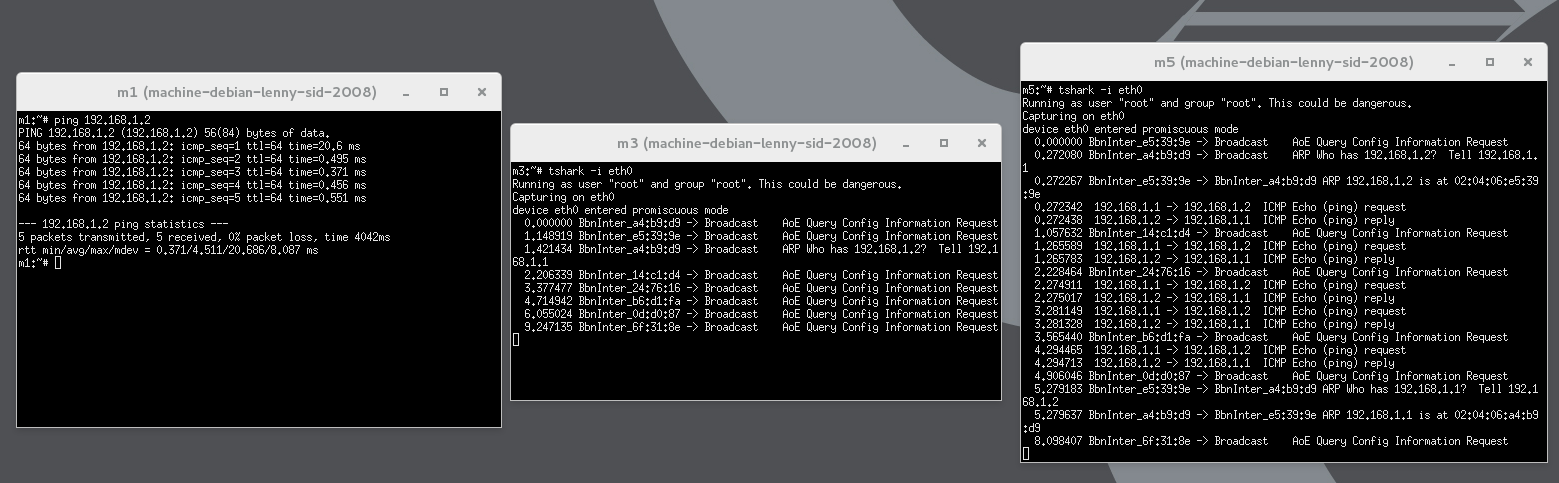 m1 (machine-debian-lenny-sid-2008)
m1:~# ping 192.168.1.2
PING 192.168.1.2 (192.168.1.2) 56(84) bytes of data.
64 bytes from 192.168.1.2: icmp_seq=1 ttl=64 time=20.6 ms
64 bytes from 192.168.1.2: icmp_seq=2 ttl=64 time=0.495 ms
64 bytes from 192.168.1.2: icmp_seq=3 ttl=64 time=0.371 ms
64 bytes from 192.168.1.2: icmp_seq=4 ttl=64 time=0.456 ms
64 bytes from 192.168.1.2: icmp_seq=5 ttl=64 time=0.551 ms
--- 192.168.1.2 ping statistics ---
5 packets transmitted, 5 received, 0% packet loss, time 4042ms
rtt min/avg/max/mdev = 0.371/4.511/20.686/8.087 ms
m1:~#
m3 (machine-debian-lenny-sid-2008)
m3:~# tshark -i eth0
Running as user "root" and group "root". This could be dangerous.
Capturing on eth0
device eth0 entered promiscuous mode
0.000000 BbnInter_a4:b9:d9 -> Broadcast    AoE Query Config Information Request
1.148919 BbnInter_e5:39:9e -> Broadcast    AoE Query Config Information Request
1.421434 BbnInter_a4:b9:d9 -> Broadcast    ARP Who has 192.168.1.2?  Tell 192.1
68.1.1
2.206339 BbnInter_14:c1:d4 -> Broadcast    AoE Query Config Information Request
3.377477 BbnInter_24:76:16 -> Broadcast    AoE Query Config Information Request
4.714942 BbnInter_b6:d1:fa -> Broadcast    AoE Query Config Information Request
6.055024 BbnInter_0d:d0:87 -> Broadcast    AoE Query Config Information Request
9.247135 BbnInter_6f:31:8e -> Broadcast    AoE Query Config Information Request
m5 (machine-debian-lenny-sid-2008)
m5:~# tshark -i eth0
Running as user "root" and group "root". This could be dangerous.
Capturing on eth0
device eth0 entered promiscuous mode
0.000000 BbnInter_e5:39:9e -> Broadcast    AoE Query Config Information Request
0.272080 BbnInter_a4:b9:d9 -> Broadcast    ARP Who has 192.168.1.2?  Tell 192.168.1.
1
0.272267 BbnInter_e5:39:9e -> BbnInter_a4:b9:d9 ARP 192.168.1.2 is at 02:04:06:e5:39
:9e
0.272342  192.168.1.1 -> 192.168.1.2  ICMP Echo (ping) request
0.272438  192.168.1.2 -> 192.168.1.1  ICMP Echo (ping) reply
1.057632 BbnInter_14:c1:d4 -> Broadcast    AoE Query Config Information Request
1.265589  192.168.1.1 -> 192.168.1.2  ICMP Echo (ping) request
1.265783  192.168.1.2 -> 192.168.1.1  ICMP Echo (ping) reply
2.228464 BbnInter_24:76:16 -> Broadcast    AoE Query Config Information Request
2.274911  192.168.1.1 -> 192.168.1.2  ICMP Echo (ping) request
2.275017  192.168.1.2 -> 192.168.1.1  ICMP Echo (ping) reply
3.281149  192.168.1.1 -> 192.168.1.2  ICMP Echo (ping) request
3.281328  192.168.1.2 -> 192.168.1.1  ICMP Echo (ping) reply
3.565440 BbnInter_b6:d1:fa -> Broadcast    AoE Query Config Information Request
4.294465  192.168.1.1 -> 192.168.1.2  ICMP Echo (ping) request
4.294713  192.168.1.2 -> 192.168.1.1  ICMP Echo (ping) reply
4.906046 BbnInter_0d:d0:87 -> Broadcast    AoE Query Config Information Request
5.279183 BbnInter_e5:39:9e -> BbnInter_a4:b9:d9 ARP Who has 192.168.1.1?  Tell 192.1
68.1.2
5.279637 BbnInter_a4:b9:d9 -> BbnInter_e5:39:9e ARP 192.168.1.1 is at 02:04:06:a4:b9
:d9
8.098407 BbnInter_6f:31:8e -> Broadcast    AoE Query Config Information Request